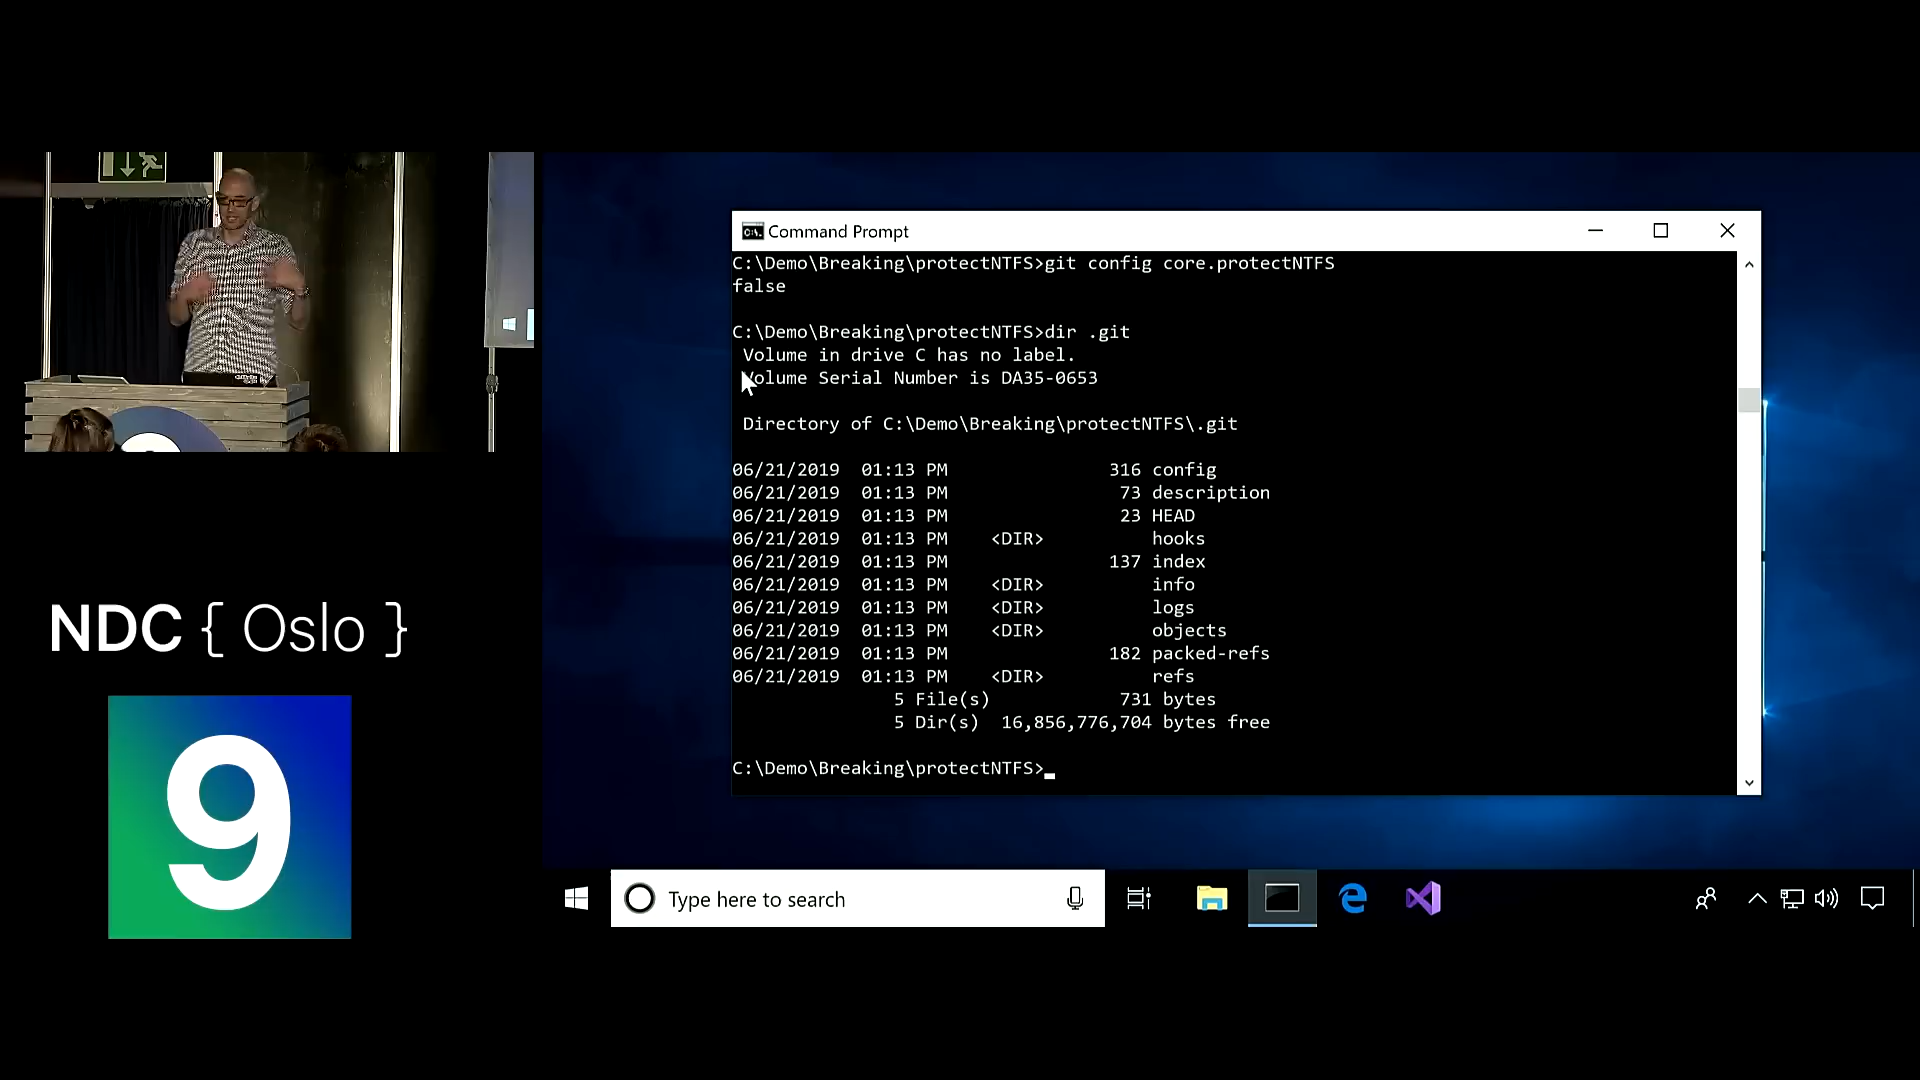 NDC { Oslo }
9
Command Prompt
C:\Demo\Breaking\protectNTFS>git config core.protectNTFS
false
C:\Demo\Breaking\protectNTFS>dir .git
Volume in drive C has no label.
Volume Serial Number is DA35-0653
Directory of C:\Demo\Breaking\protectNTFS\.git
06/21/2019 01:13 PM 316 config
06/21/2019 01:13 PM 73 description
06/21/2019 01:13 PM 23 HEAD
06/21/2019 01:13 PM <DIR> hooks
06/21/2019 01:13 PM 137 index
06/21/2019 01:13 PM <DIR> info
06/21/2019 01:13 PM <DIR> logs
06/21/2019 01:13 PM <DIR> objects
06/21/2019 01:13 PM 182 packed-refs
06/21/2019 01:13 PM <DIR> refs
5 File(s) 731 bytes
5 Dir(s) 16,856,776,704 bytes free
C:\Demo\Breaking\protectNTFS>
Type here to search